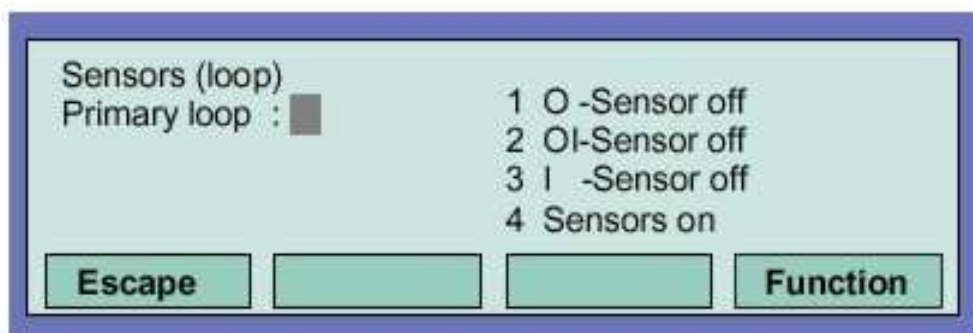 Sensors (loop)
Primary loop :
1 O -Sensor off
2 OI-Sensor off
3 I -Sensor off
4 Sensors on
Escape
Function